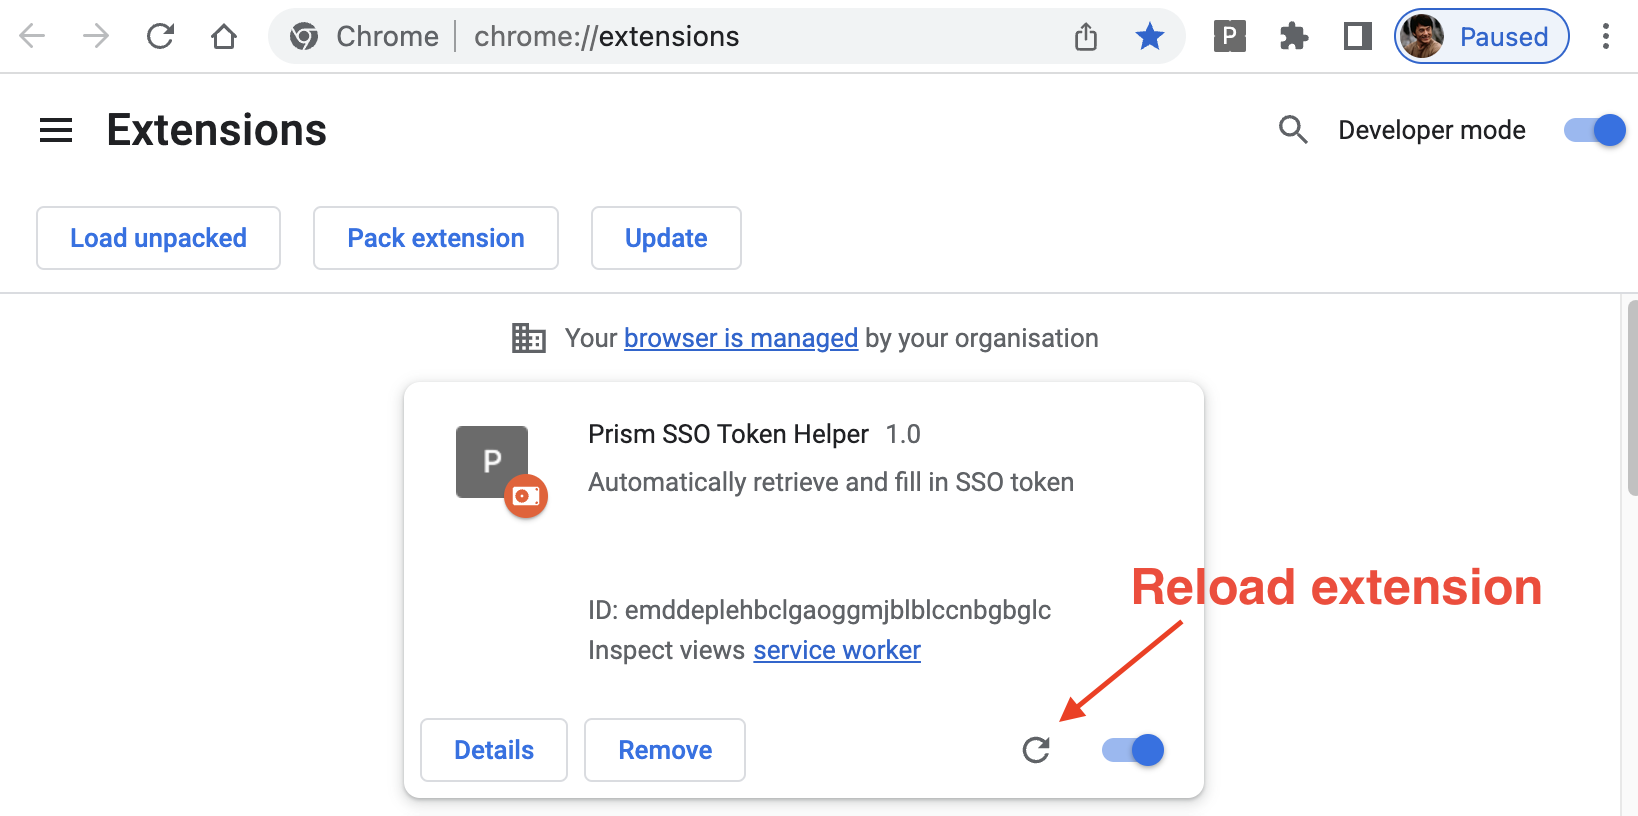 Chrome | chrome://extensions
P
Paused
Extensions
Developer mode
Load unpacked
Pack extension
Update
Your browser is managed by your organisation
P
Prism SSO Token Helper 1.0
Automatically retrieve and fill in SSO token
Reload extension
ID: emddeplehbclgaoggmjblblccnbgbglc
Inspect views service worker
Details
Remove